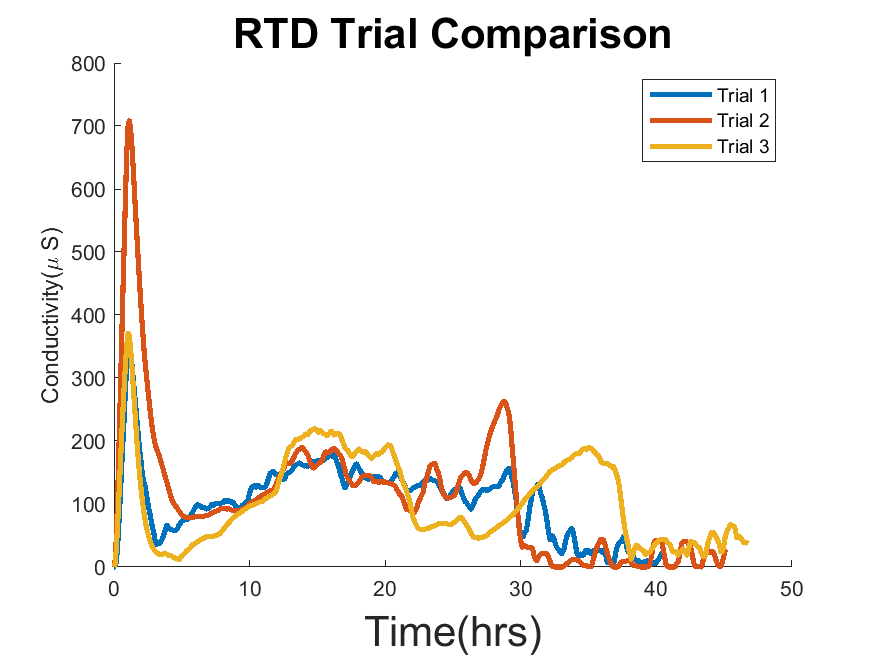 RTD Trial Comparison
800
700
600
500
400
300
200
100
0
Conductivity(μ S)
Trial 1
Trial 2
Trial 3
0 10 20 30 40 50
Time(hrs)